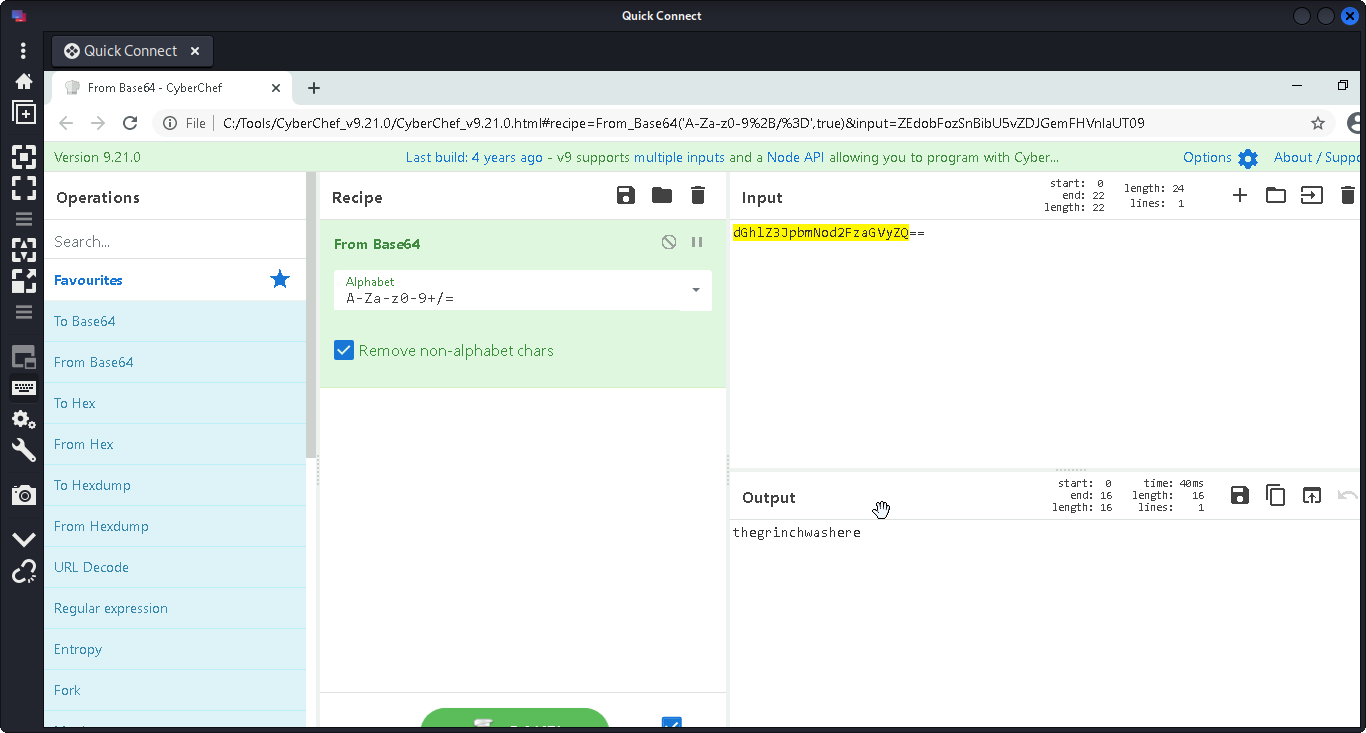 Quick Connect
Quick Connect
From Base64 - CyberChef
File
C:/Tools/CyberChef_v9.21.0/CyberChef_v9.21.0.html#recipe=From_Base64('A-Za-z0-9%2B/%3D',true)&input=ZEdobFozSnBibU5vZDJGemFHVnlaUT09
Version 9.21.0
Last build: 4 years ago - v9 supports multiple inputs and a Node API allowing you to program with Cyber...
Options
About / Suppo
Operations
Search...
Favourites
To Base64
From Base64
To Hex
From Hex
To Hexdump
From Hexdump
URL Decode
Regular expression
Entropy
Fork
Recipe
From Base64
Alphabet
A-Za-z0-9+/=
Remove non-alphabet chars
Input
start: 0
end: 22
length: 22
length: 24
lines: 1
dGhlZ3JpbmNod2FzaGVyZQ==
Output
start: 0
end: 16
length: 16
time: 40ms
length: 16
lines: 1
thegrinchwashere